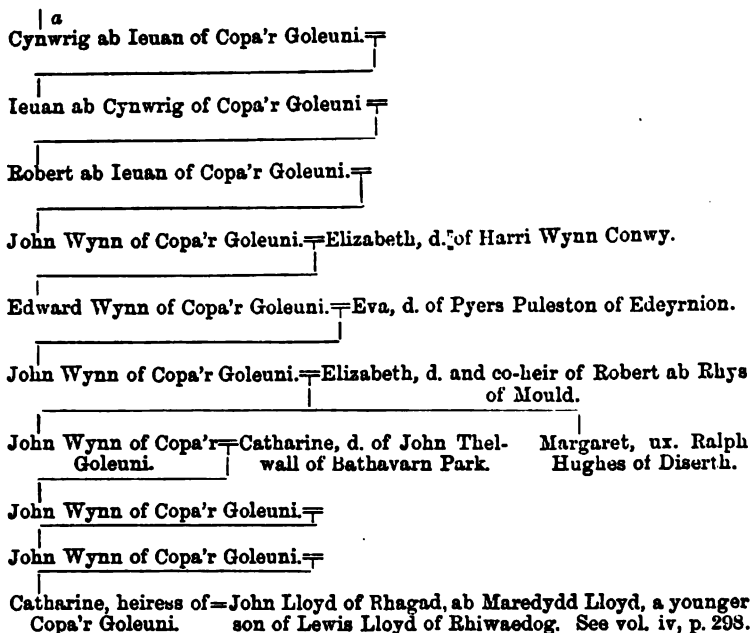 a
Cynwrig ab Ieuan of Copa'r Goleuni.
Ieuan ab Cynwrig of Copa'r Goleuni
Robert ab Ieuan of Copa'r Goleuni.
John Wynn of Copa'r Goleuni.=Elizabeth, d. of Harri Wynn Conwy.
Edward Wynn of Copa'r Goleuni.=Eva, d. of Pyers Puleston of Edeyrnion.
John Wynn of Copa'r Goleuni.=Elizabeth, d. and co-heir of Robert ab Rhys
of Mould.
John Wynn of Copa'r=Catharine, d. of John Thel- Margaret, ux. Ralph
Goleuni. wall of Bathavarn Park. Hughes of Diserth.
John Wynn of Copa'r Goleuni.=
John Wynn of Copa'r Goleuni.=
Catharine, heiress of=John Lloyd of Rhagad, ab Maredydd Lloyd, a younger
Copa'r Goleuni. son of Lewis Lloyd of Rhiwaedog. See vol. iv, p. 298.